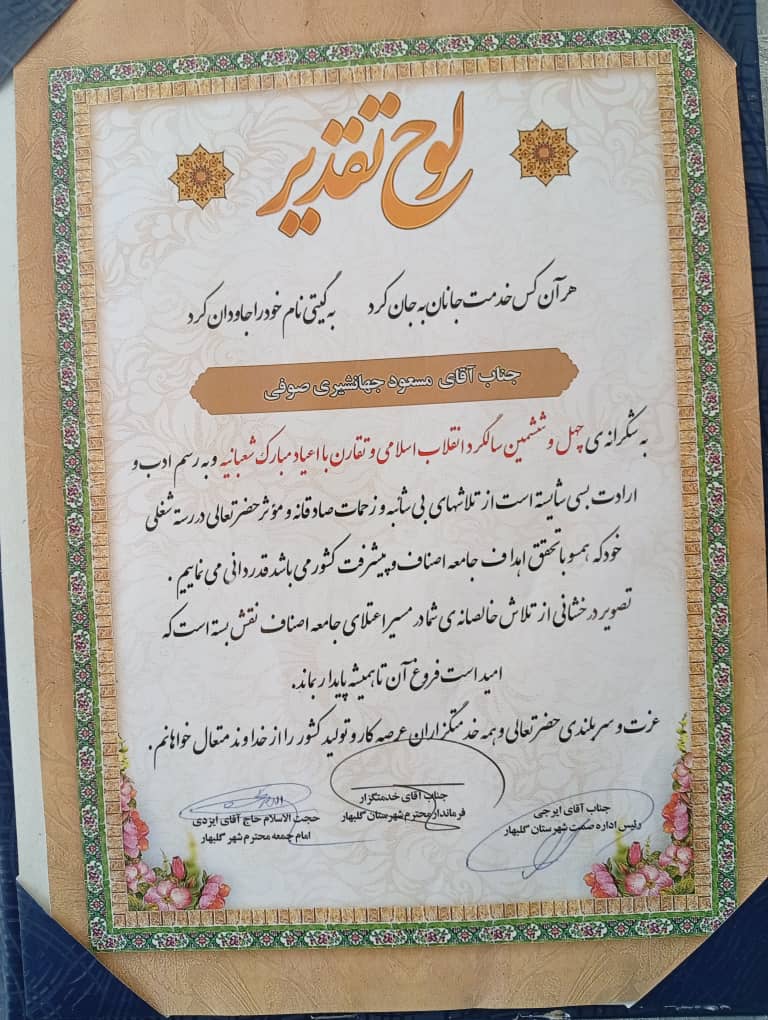 لوح تقدیر
هر آن کس خدمت جانان به جان کرد به گیتی نام خود را جاودان کرد
جناب آقای مسعود جهانشیری صوفی
به شکرانه ی چهل و ششمین سالگرد انقلاب اسلامی و تقارن با اعیاد مبارک شعبانیه و به رسم ادب و
ارادت بسی شایسته است از تلاشهای بی شائبه و زحمات صادقانه و مؤثر حضرتعالی در رسته شغلی
خود که همسو با تحقق اهداف جامعه اصناف و پیشرفت کشور می باشد قدردانی می نماییم .
تصویر درخشانی از تلاش خالصانه ی شما در مسیر اعتلای جامعه اصناف نقش بسته است که
امید است فروغ آن تا همیشه پایدار بماند.
عزت و سربلندی حضرتعالی و همه خدمتگزاران عرصه کار و تولید کشور را از خداوند متعال خواهانم .
جناب آقای ایرجی
رئیس اداره صمت شهرستان گلبهار
جناب آقای خدمتگزار
فرماندار محترم شهرستان گلبهار
حجت الاسلام حاج آقای ایزدی
امام جمعه محترم شهر گلبهار